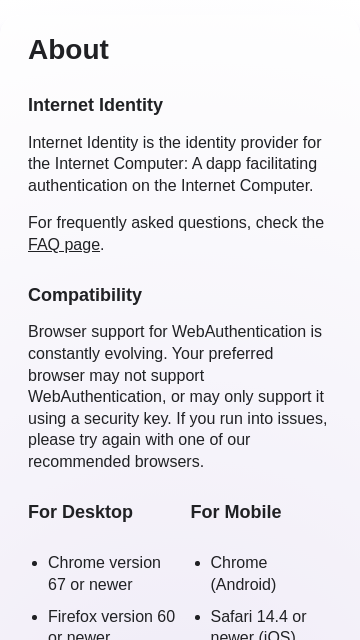 About
Internet Identity
Internet Identity is the identity provider for
the Internet Computer: A dapp facilitating
authentication on the Internet Computer.
For frequently asked questions, check the
FAQ page.
Compatibility
Browser support for WebAuthentication is
constantly evolving. Your preferred
browser may not support
WebAuthentication, or may only support it
using a security key. If you run into issues,
please try again with one of our
recommended browsers.
For Desktop
• Chrome version
67 or newer
• Firefox version 60
or newer
For Mobile
• Chrome
(Android)
• Safari 14.4 or
newer (iOS)